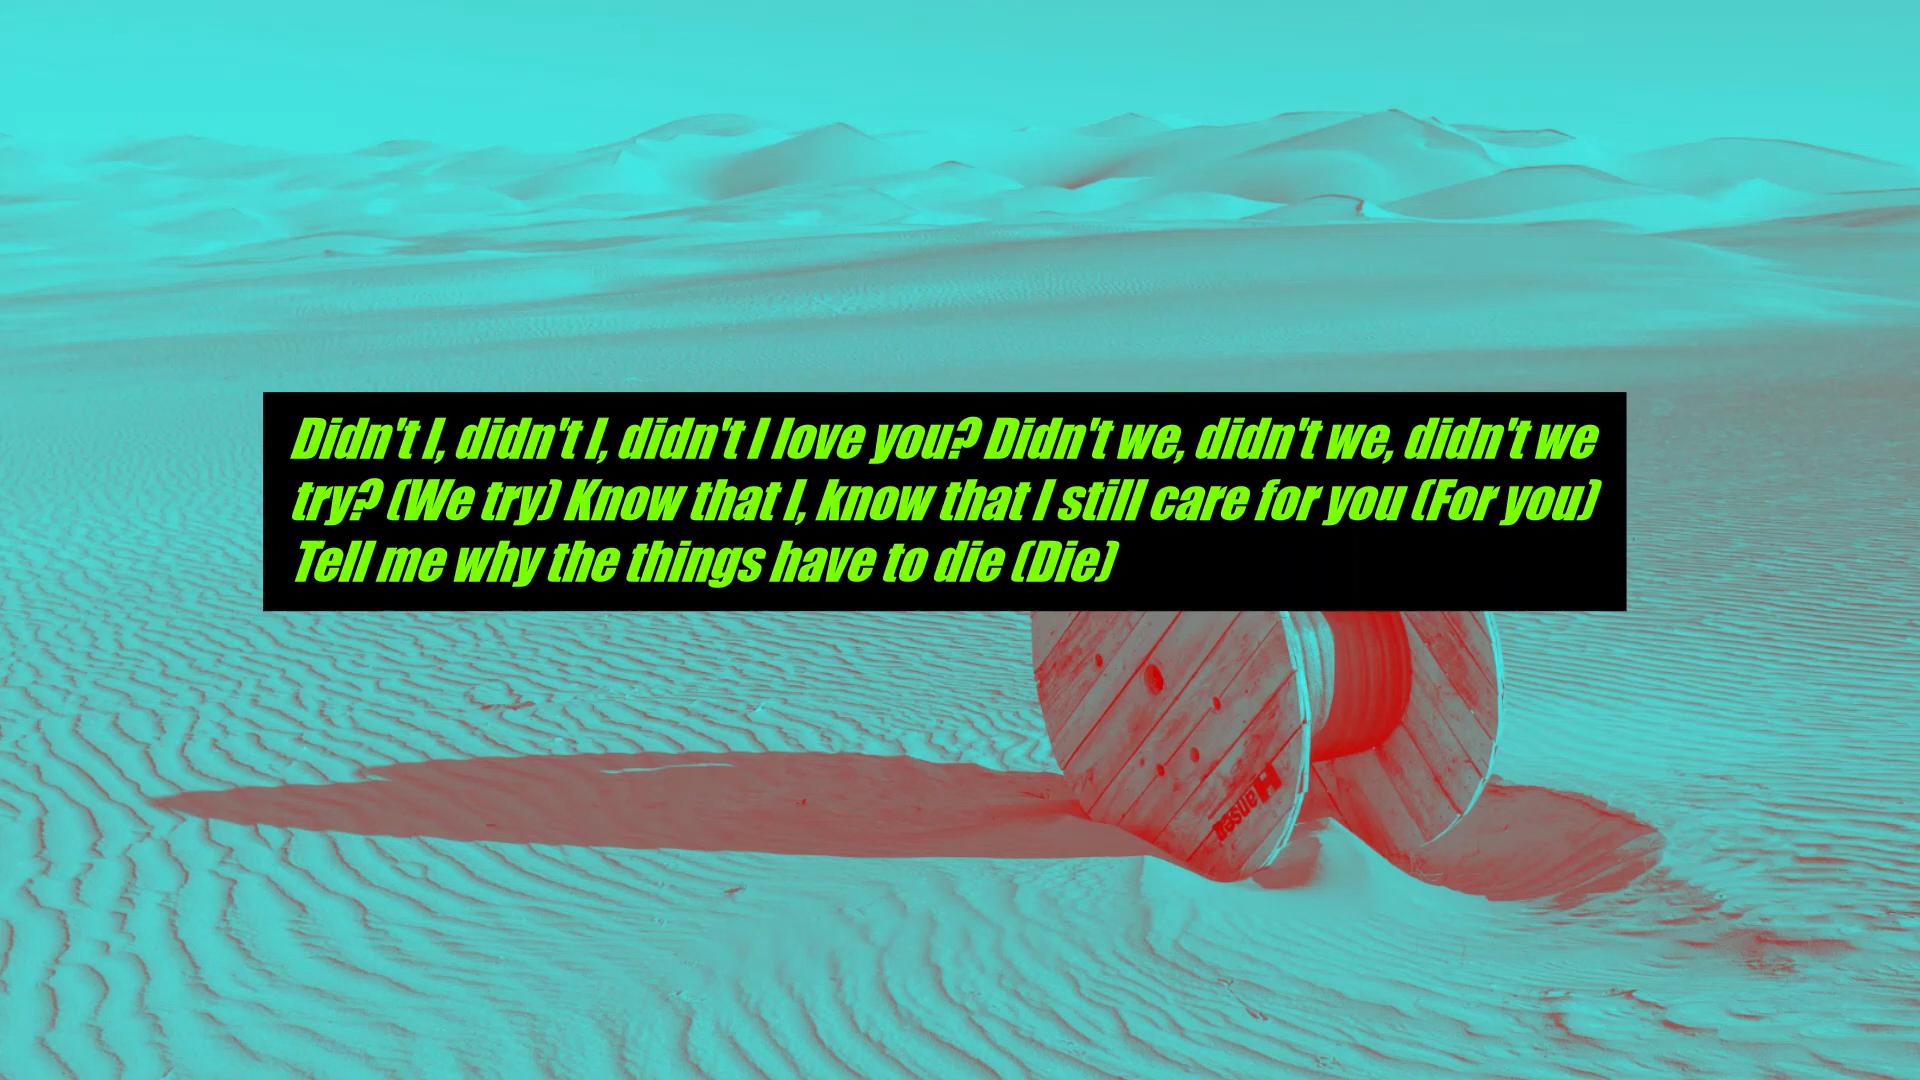 Didn't I, didn't I, didn't I love you? Didn't we, didn't we, didn't we
try? (We try) Know that I, know that I still care for you (For you)
Tell me why the things have to die (Die)
Hansen